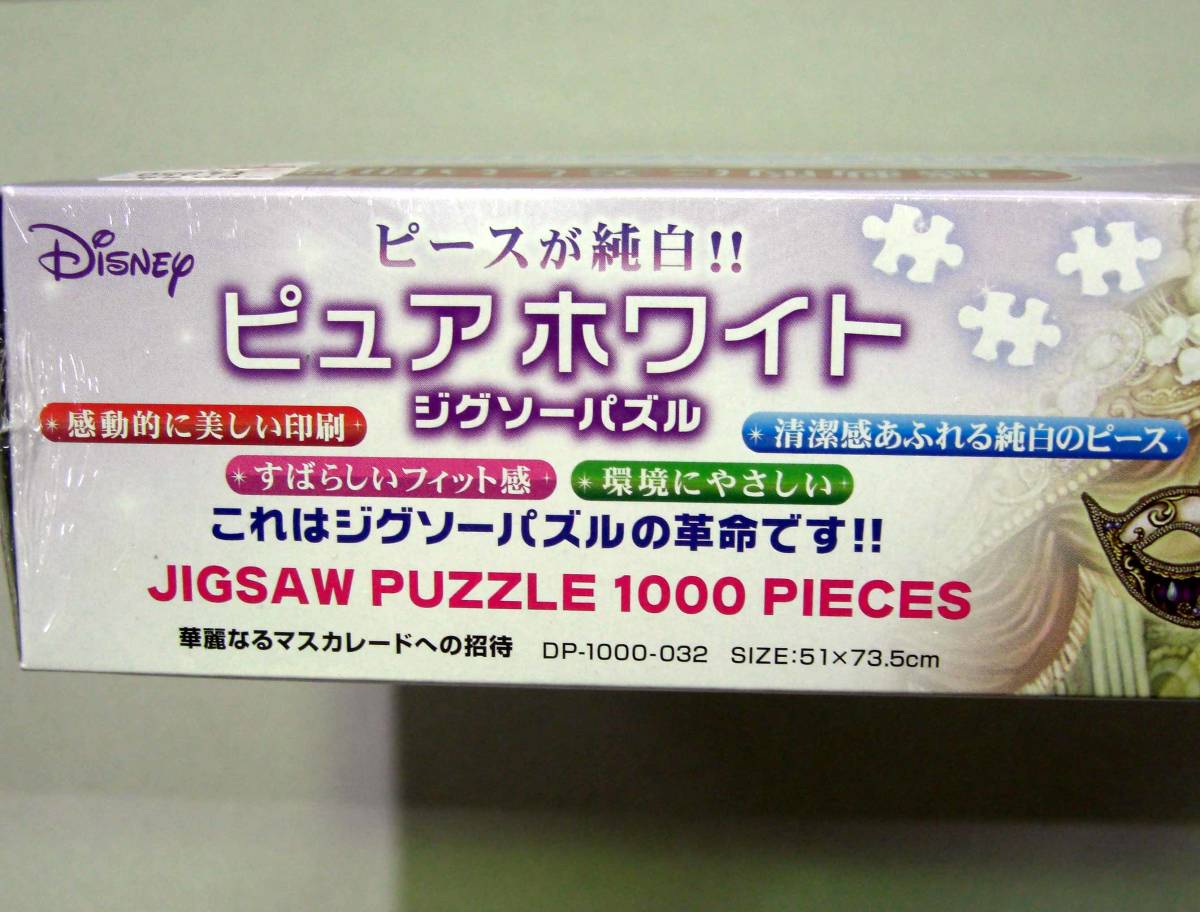 DISNEY
ピースが純白!!
ピュア ホワイト
ジグソーパズル
感動的に美しい印刷
清潔感あふれる純白のピース
すばらしいフィット感
環境にやさしい
これはジグソーパズルの革命です!!
JIGSAW PUZZLE 1000 PIECES
華麗なるマスカレードへの招待 DP-1000-032 SIZE:51×73.5cm